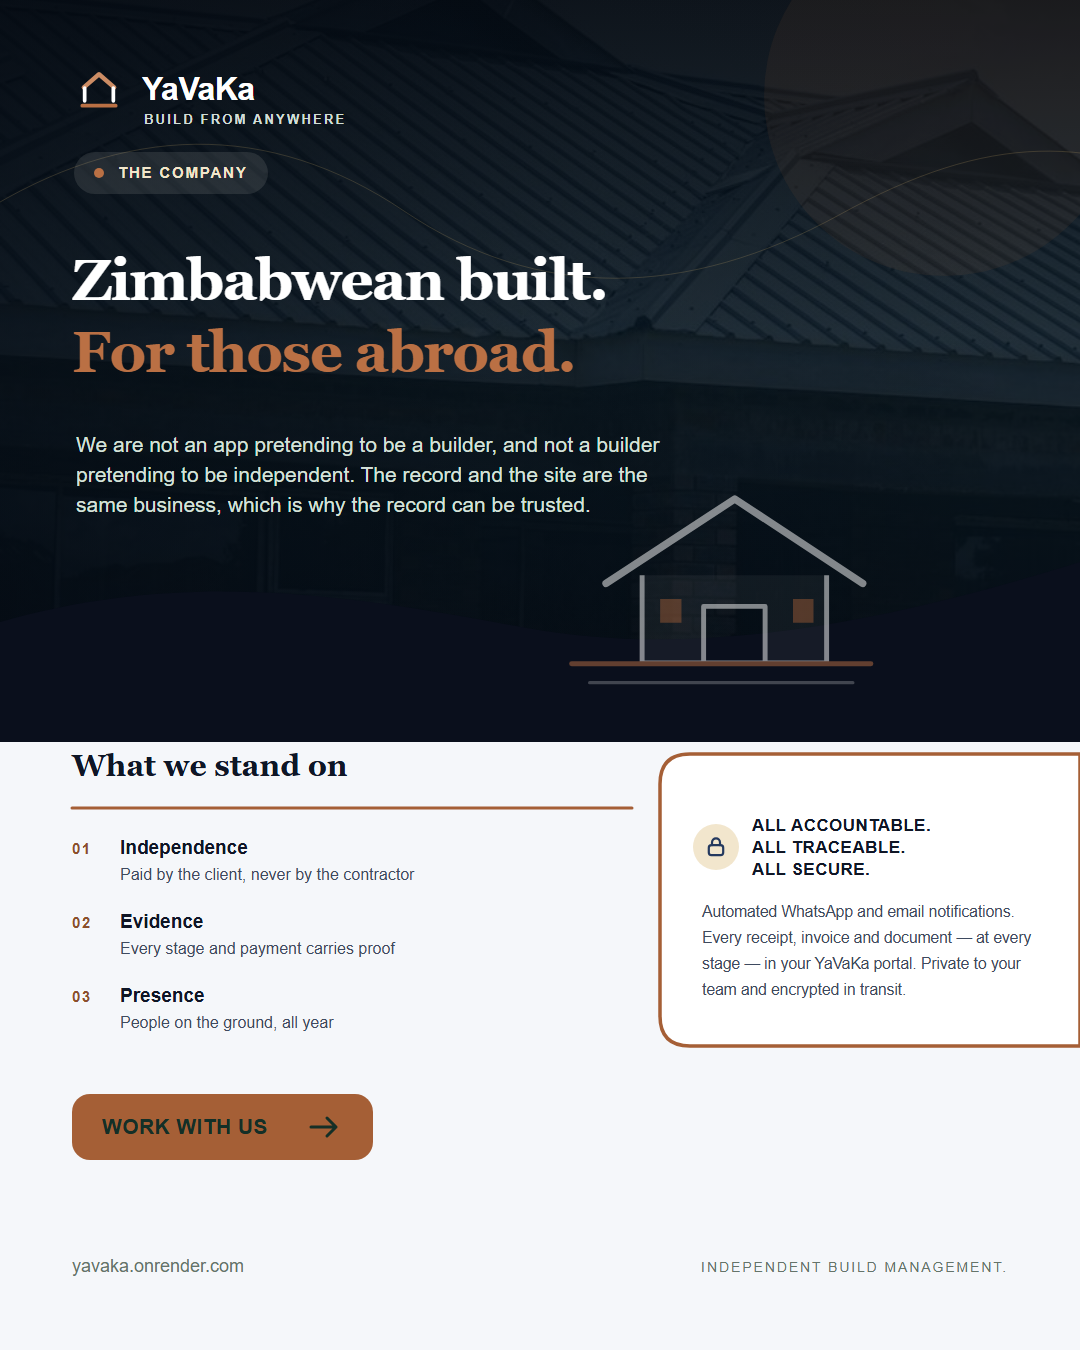 YaVaKa
BUILD FROM ANYWHERE
THE COMPANY
Zimbabwean built.
For those abroad.
We are not an app pretending to be a builder, and not a builder
pretending to be independent. The record and the site are the
same business, which is why the record can be trusted.
What we stand on
01 Independence
Paid by the client, never by the contractor
02 Evidence
Every stage and payment carries proof
03 Presence
People on the ground, all year
ALL ACCOUNTABLE.
ALL TRACEABLE.
ALL SECURE.
Automated WhatsApp and email notifications.
Every receipt, invoice and document — at every
stage — in your YaVaKa portal. Private to your
team and encrypted in transit.
WORK WITH US
yavaka.onrender.com
INDEPENDENT BUILD MANAGEMENT.